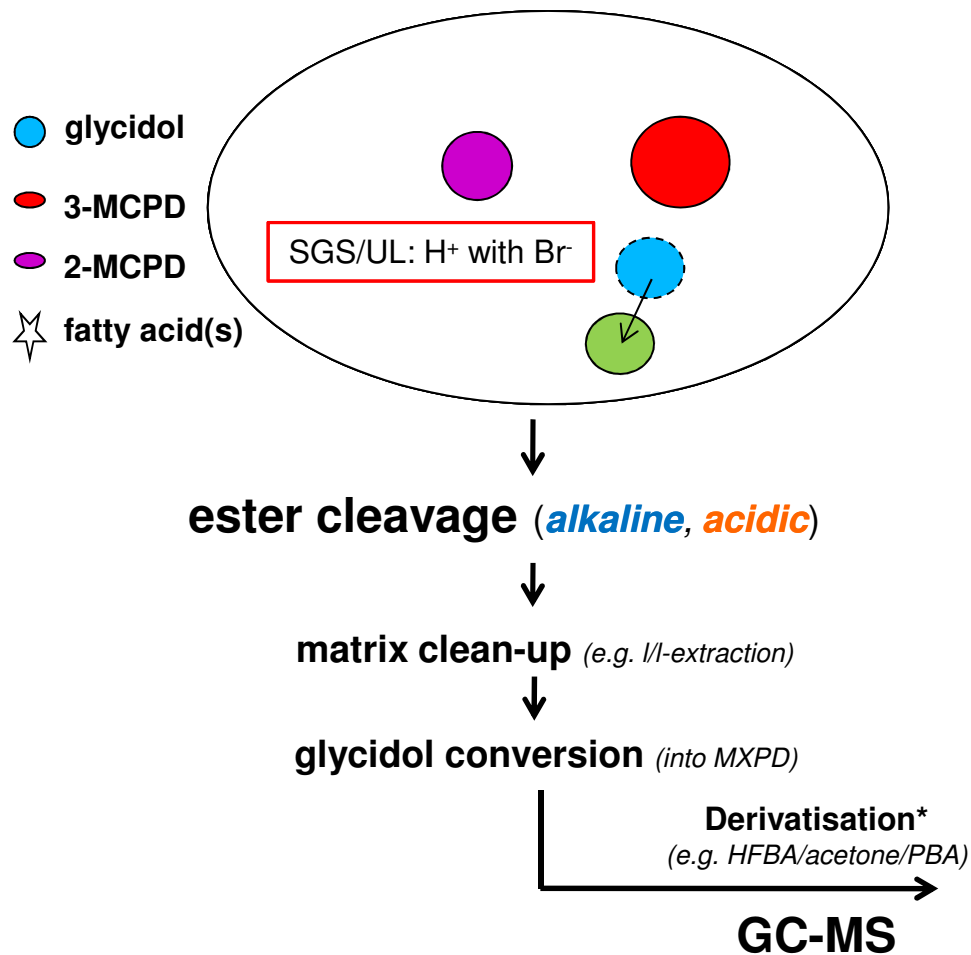 glycidol
3-MCPD
2-MCPD
fatty acid(s)
SGS/UL: H⁺ with Br⁻
ester cleavage (alkaline, acidic)
matrix clean-up (e.g. l/l-extraction)
glycidol conversion (into MXPD)
Derivatisation*
(e.g. HFBA/acetone/PBA)
GC-MS